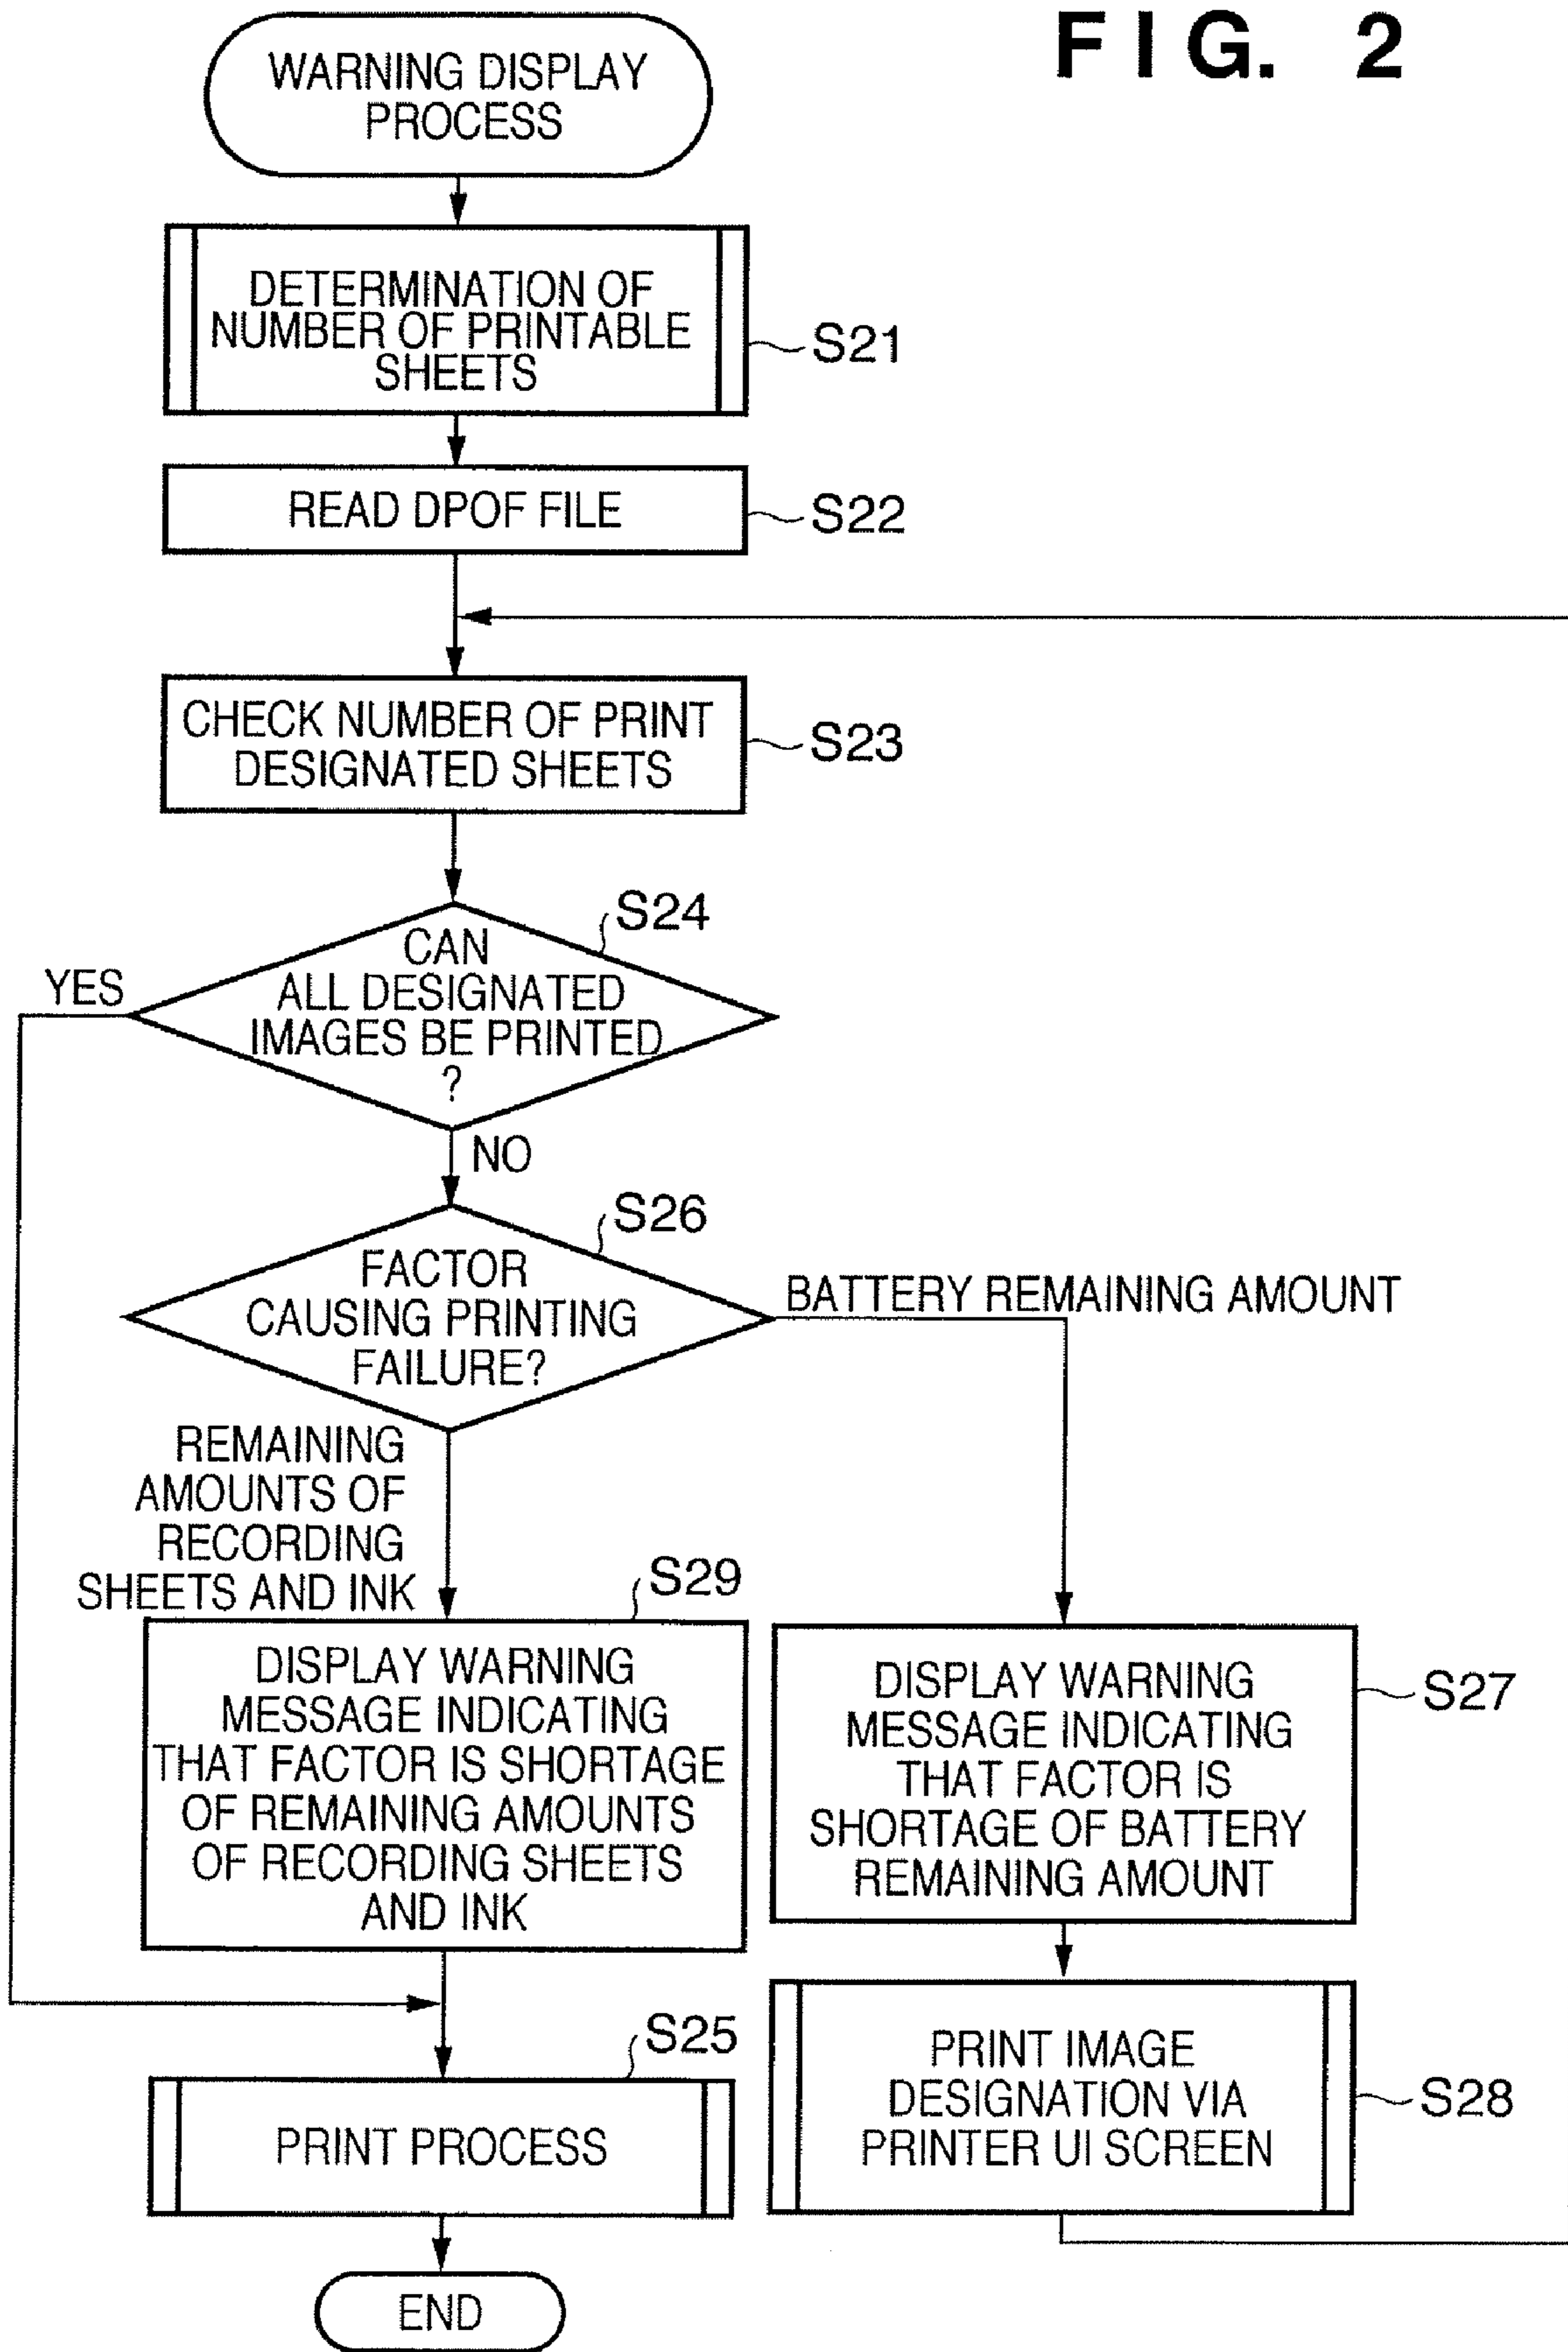 FIG. 2
WARNING DISPLAY
PROCESS
DETERMINATION OF
NUMBER OF PRINTABLE
SHEETS
S21
READ DPOF FILE
S22
CHECK NUMBER OF PRINT
DESIGNATED SHEETS
S23
S24
CAN
ALL DESIGNATED
IMAGES BE PRINTED
?
YES
NO
S26
FACTOR
CAUSING PRINTING
FAILURE?
BATTERY REMAINING AMOUNT
REMAINING
AMOUNTS OF
RECORDING
SHEETS AND INK
S29
DISPLAY WARNING
MESSAGE INDICATING
THAT FACTOR IS SHORTAGE
OF REMAINING AMOUNTS
OF RECORDING SHEETS
AND INK
DISPLAY WARNING
MESSAGE INDICATING
THAT FACTOR IS
SHORTAGE OF BATTERY
REMAINING AMOUNT
S27
S25
PRINT PROCESS
PRINT IMAGE
DESIGNATION VIA
PRINTER UI SCREEN
S28
END